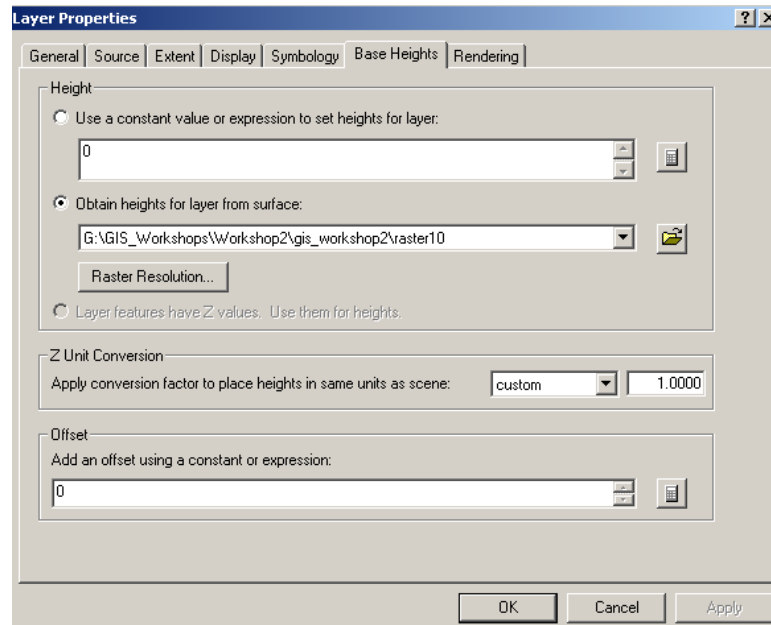 Layer Properties
General Source Extent Display Symbology Base Heights Rendering
Height
Use a constant value or expression to set heights for layer:
0
Obtain heights for layer from surface:
G:\GIS_Workshops\Workshop2\gis_workshop2\raster10
Raster Resolution...
Layer features have Z values. Use them for heights.
Z Unit Conversion
Apply conversion factor to place heights in same units as scene: custom 1.0000
Offset
Add an offset using a constant or expression:
0
OK Cancel Apply